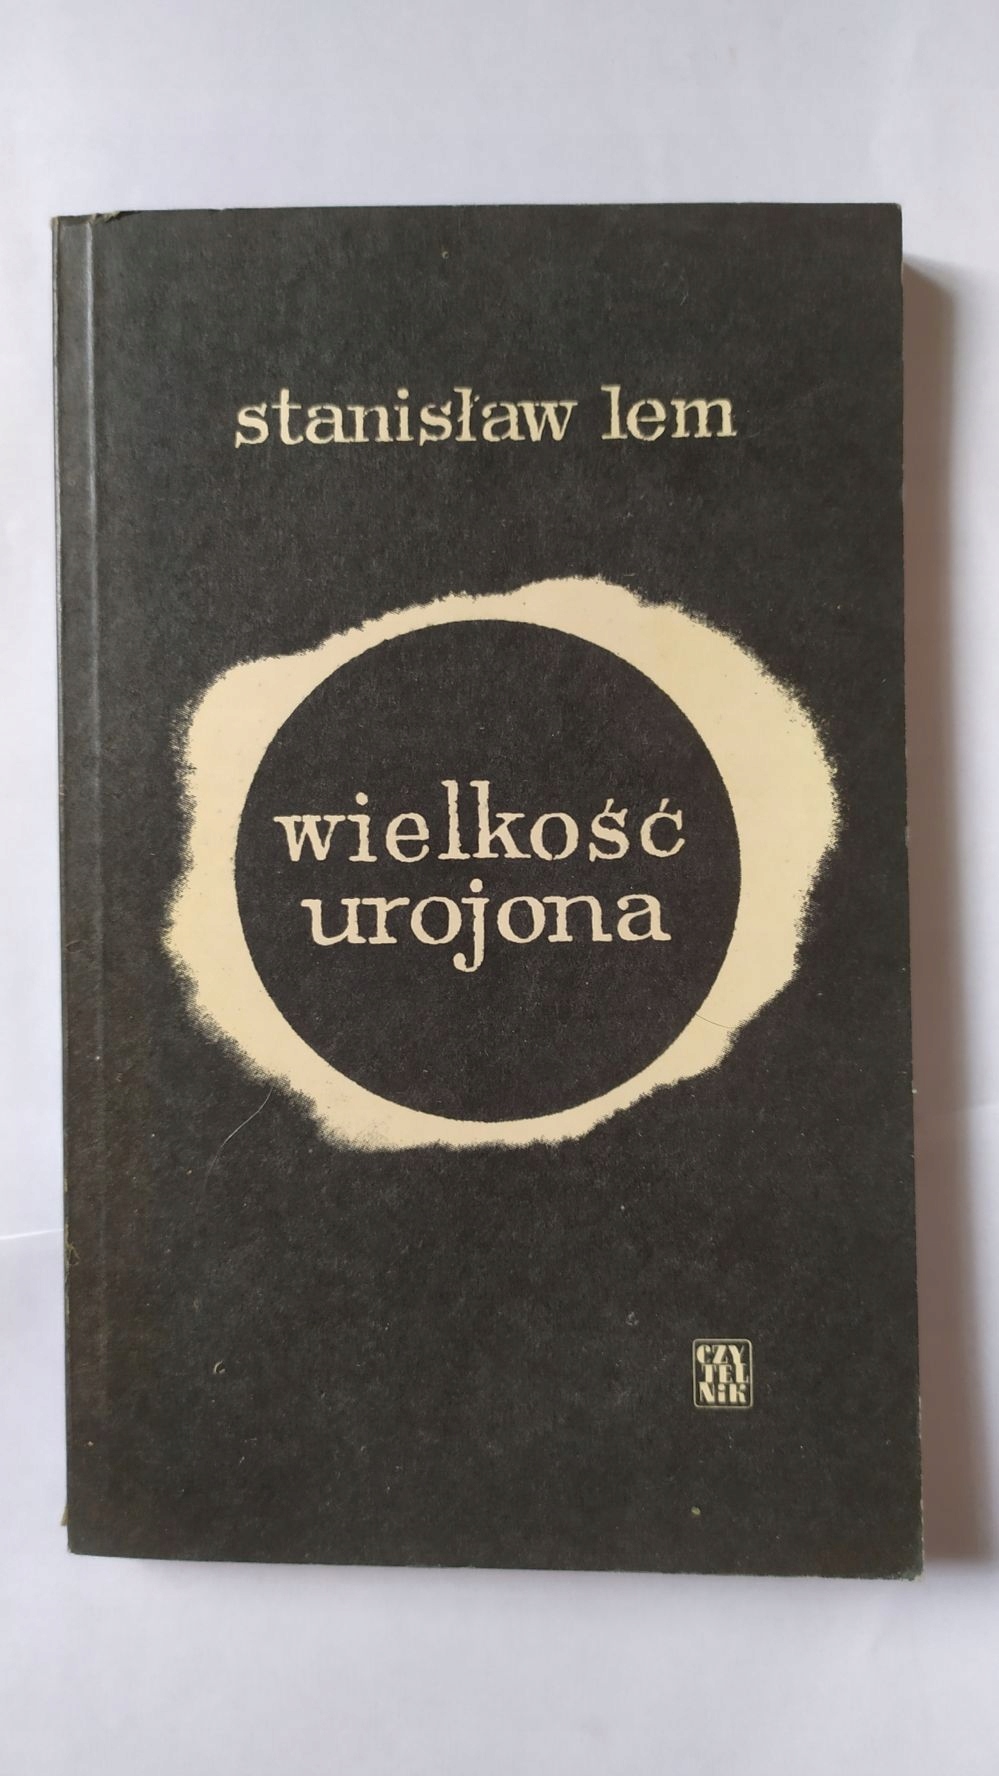 stanisław lem
wielkość
urojona
CZY
TEL
NiK